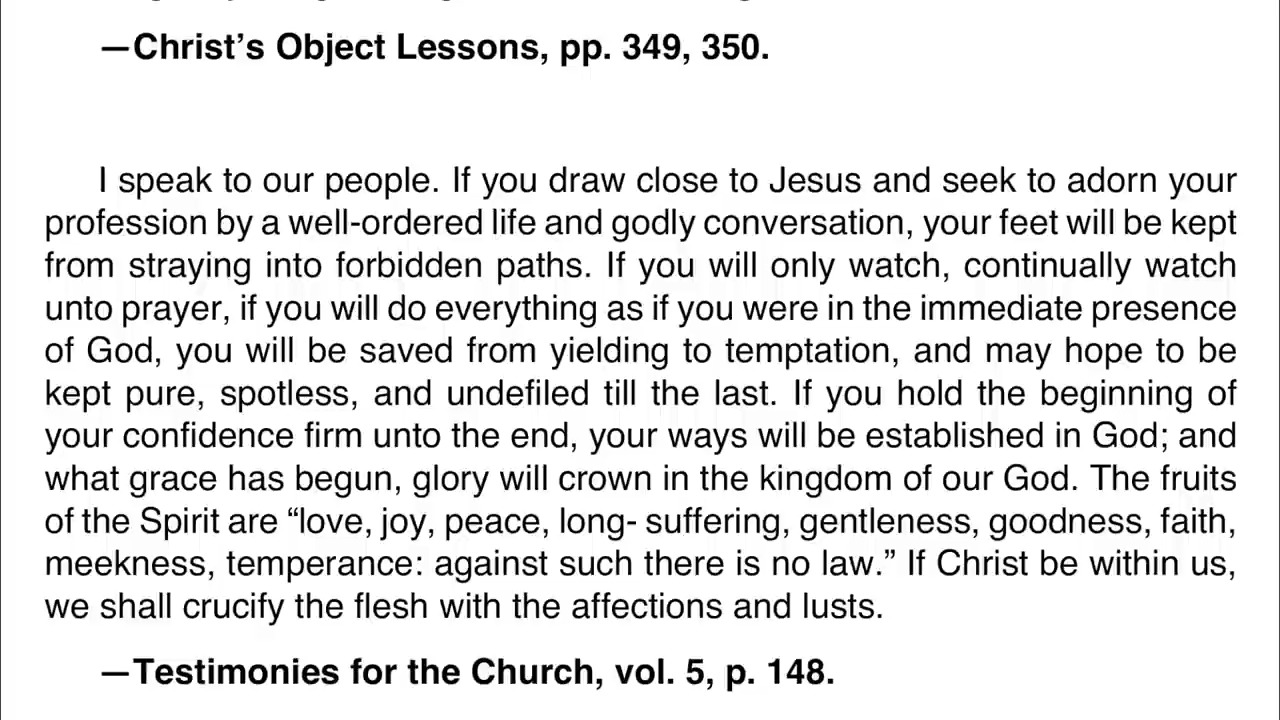 —Christ’s Object Lessons, pp. 349, 350.
I speak to our people. If you draw close to Jesus and seek to adorn your
profession by a well-ordered life and godly conversation, your feet will be kept
from straying into forbidden paths. If you will only watch, continually watch
unto prayer, if you will do everything as if you were in the immediate presence
of God, you will be saved from yielding to temptation, and may hope to be
kept pure, spotless, and undefiled till the last. If you hold the beginning of
your confidence firm unto the end, your ways will be established in God; and
what grace has begun, glory will crown in the kingdom of our God. The fruits
of the Spirit are “love, joy, peace, long- suffering, gentleness, goodness, faith,
meekness, temperance: against such there is no law.” If Christ be within us,
we shall crucify the flesh with the affections and lusts.
—Testimonies for the Church, vol. 5, p. 148.